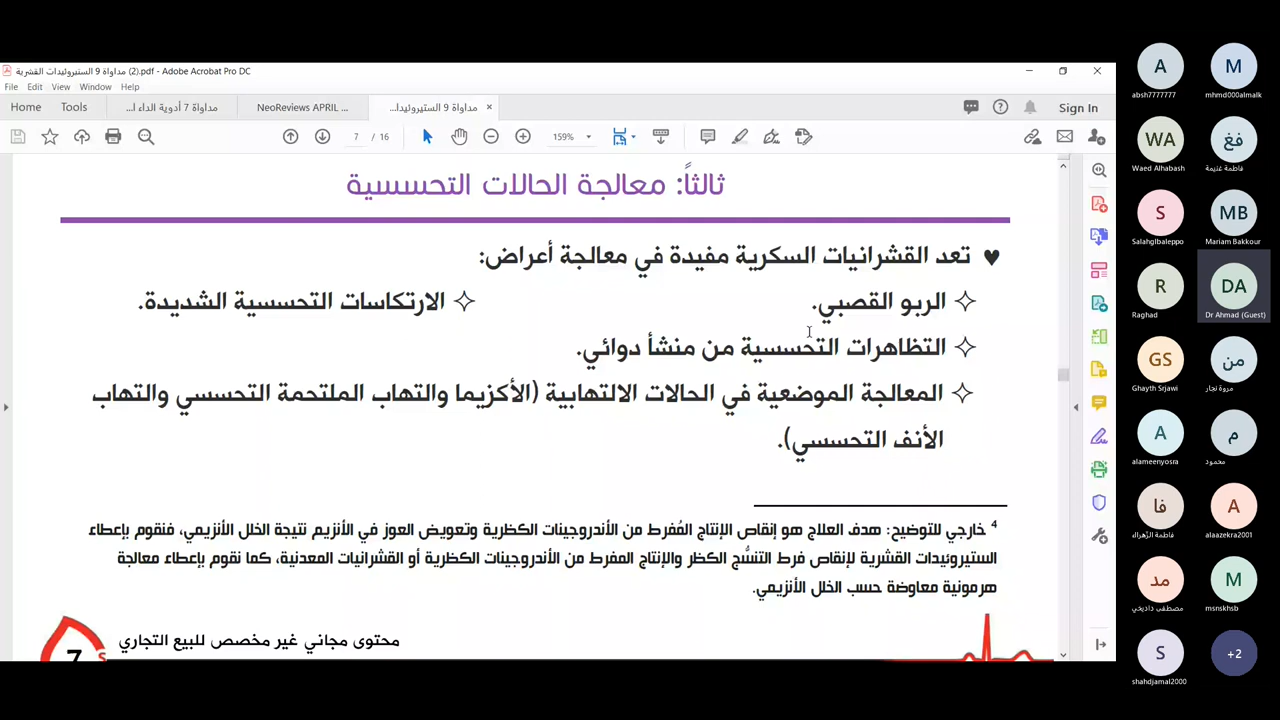 مداواة 9 الستيروئيدات القشرية (2).pdf - Adobe Acrobat Pro DC
File Edit View Window Help
Home Tools
مداواة 7 أدوية الداء ا...
NeoReviews APRIL ...
مداواة 9 الستيروئيدا... ×
Sign In
7 / 16
159%
ثالثاً: معالجة الحالات التحسسية
تعد القشرانيات السكرية مفيدة في معالجة أعراض:
الربو القصبي.
الارتكاسات التحسسية الشديدة.
التظاهرات التحسسية من منشأ دوائي.
المعالجة الموضعية في الحالات الالتهابية (الأكزيما والتهاب الملتحمة التحسسي والتهاب
الأنف التحسسي).
4 خارجي للتوضيح: هدف العلاج هو إنقاص الإنتاج المُفرط من الأندروجينات الكظرية وتعويض العوز في الأنزيم نتيجة الخلل الأنزيمي، فنقوم بإعطاء
الستيروئيدات القشرية لإنقاص فرط التنسُّج الكظر والإنتاج المفرط من الأندروجينات الكظرية أو القشرانيات المعدنية، كما نقوم بإعطاء معالجة
هرمونية معاوضة حسب الخلل الأنزيمي.
محتوى مجاني غير مخصص للبيع التجاري
7
A
absh7777777
M
mhmd000almalk
WA
Waed Alhabash
فغ
فاطمة غنيمة
S
Salahglbaleppo
MB
Mariam Bakkour
R
Raghad
DA
Dr Ahmad (Guest)
GS
Ghayth Srjawi
من
مروة نجار
A
alameenyosra
م
محمود
فا
فاطمة الزهراء
A
alaazekra2001
مد
مصطفى داديخي
M
msnskhsb
S
shahdjamal2000
+2